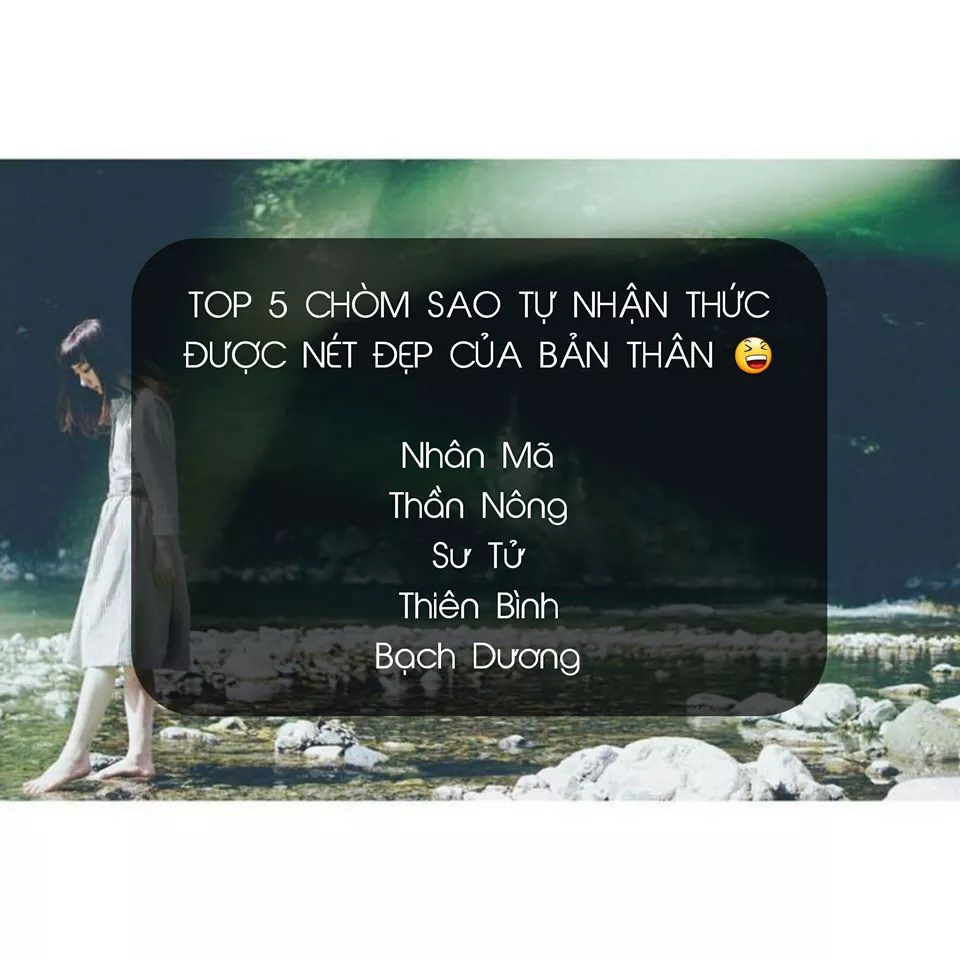 TOP 5 CHÒM SAO TỰ NHẬN THỨC
ĐƯỢC NÉT ĐẸP CỦA BẢN THÂN 😆
Nhân Mã
Thần Nông
Sư Tử
Thiên Bình
Bạch Dương